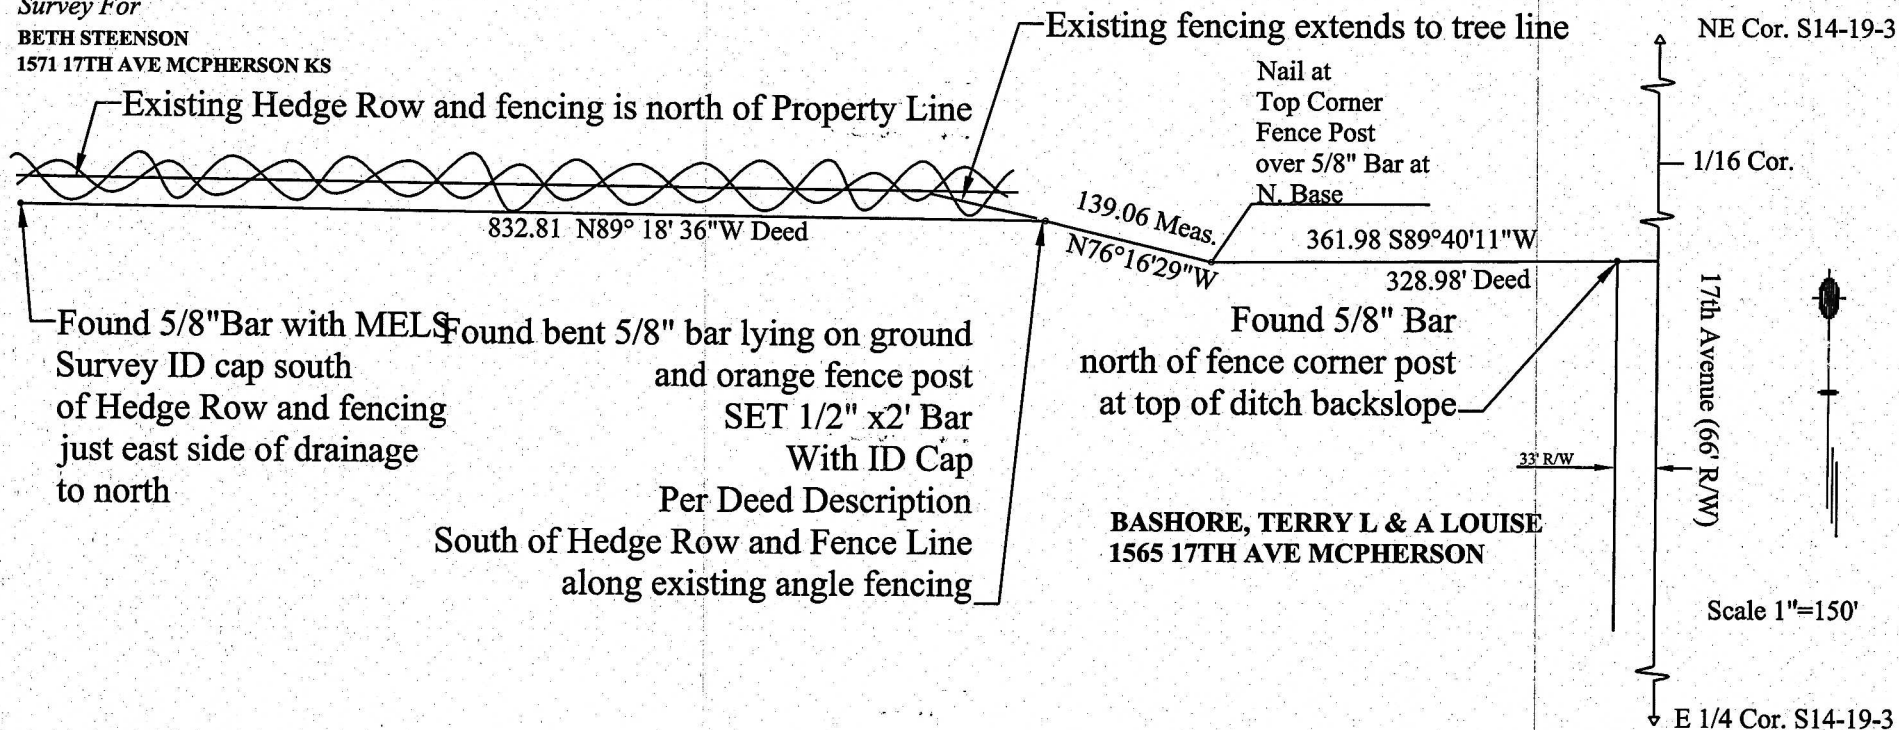 Survey For
BETH STEENSON
1571 17TH AVE MCPHERSON KS
Existing Hedge Row and fencing is north of Property Line
Existing fencing extends to tree line
Nail at
Top Corner
Fence Post
over 5/8" Bar at
N. Base
NE Cor. S14-19-3
1/16 Cor.
832.81 N89° 18' 36"W Deed
139.06 Meas.
N76°16'29"W
361.98 S89°40'11"W
328.98' Deed
Found 5/8"Bar with MELS
Survey ID cap south
of Hedge Row and fencing
just east side of drainage
to north
Found bent 5/8" bar lying on ground
and orange fence post
SET 1/2" x2' Bar
With ID Cap
Per Deed Description
South of Hedge Row and Fence Line
along existing angle fencing
Found 5/8" Bar
north of fence corner post
at top of ditch backslope
33' R/W
17th Avenue (66' R/W)
BASHORE, TERRY L & A LOUISE
1565 17TH AVE MCPHERSON
Scale 1"=150'
E 1/4 Cor. S14-19-3